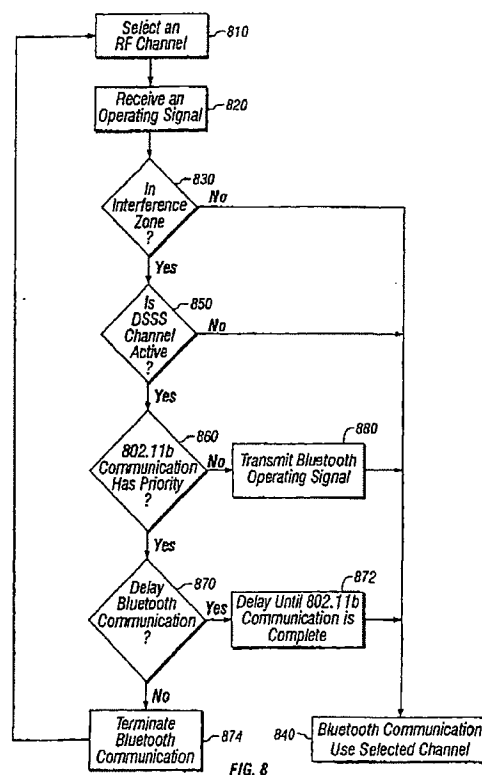 Select an
RF Channel
810
Receive an
Operating Signal
820
830
In
Interference
Zone
?
No
Yes
850
Is
DSSS
Channel
Active
?
No
Yes
860
802.11b
Communication
Has Priority
?
No
880
Transmit Bluetooth
Operating Signal
Yes
870
Delay
Bluetooth
Communication
?
Yes
872
Delay Until 802.11b
Communication is
Complete
No
Terminate
Bluetooth
Communication
874
840
Bluetooth Communication
Use Selected Channel
FIG. 8